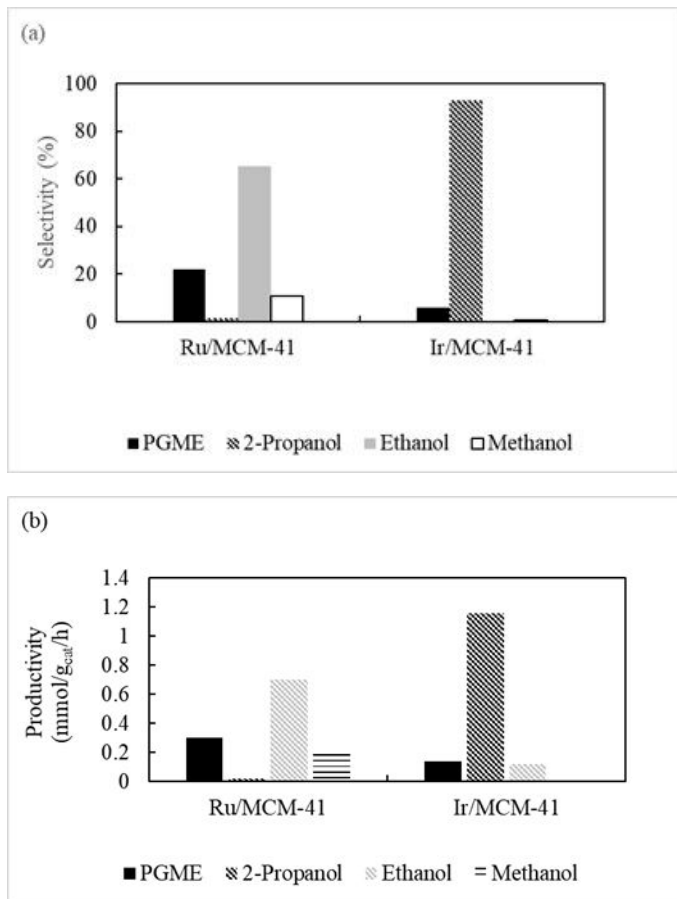 (a)
100
80
60
40
20
0
Selectivity (%)
Ru/MCM-41 Ir/MCM-41
PGME 2-Propanol Ethanol Methanol
(b)
1.4
1.2
1
0.8
0.6
0.4
0.2
0
Productivity
(mmol/gcat/h)
Ru/MCM-41 Ir/MCM-41
PGME 2-Propanol Ethanol Methanol